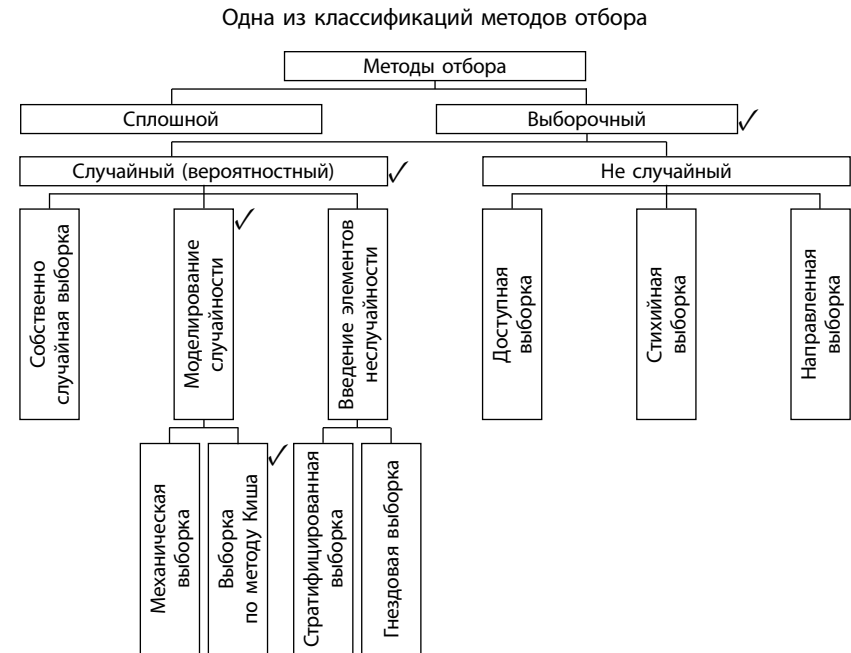 Одна из классификаций методов отбора
Методы отбора
Сплошной
Выборочный
Случайный (вероятностный)
Не случайный
Собственно
случайная выборка
Моделирование
случайности
Введение элементов
неслучайности
Доступная
выборка
Стихийная
выборка
Направленная
выборка
Механическая
выборка
Выборка
по методу Киша
Стратифицированная
выборка
Гнездовая выборка